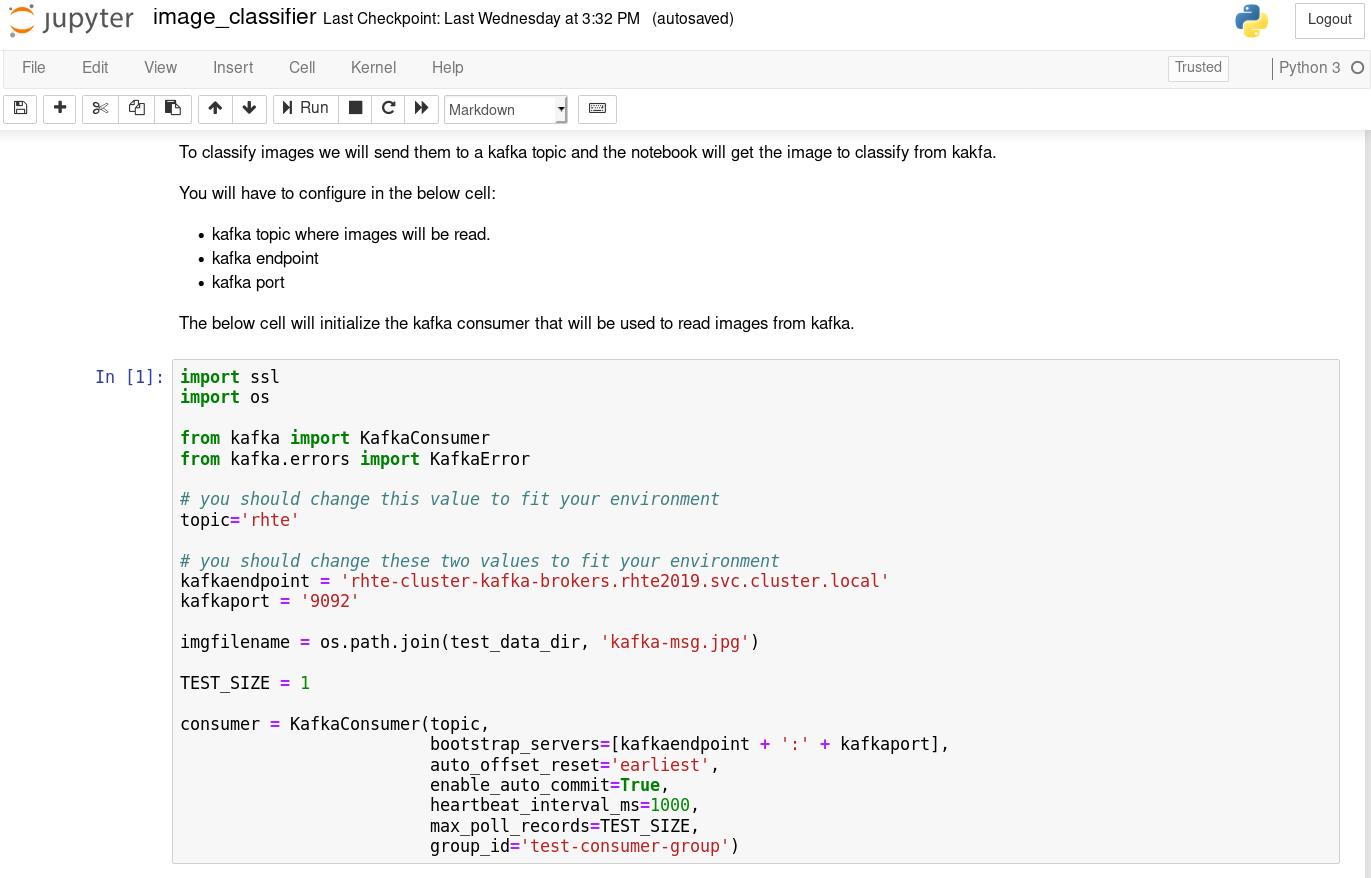 jupyter image_classifier Last Checkpoint: Last Wednesday at 3:32 PM (autosaved) Logout
File Edit View Insert Cell Kernel Help Trusted Python 3
Run Markdown
To classify images we will send them to a kafka topic and the notebook will get the image to classify from kakfa.
You will have to configure in the below cell:
• kafka topic where images will be read.
• kafka endpoint
• kafka port
The below cell will initialize the kafka consumer that will be used to read images from kafka.
In [1]: import ssl
import os
from kafka import KafkaConsumer
from kafka.errors import KafkaError
# you should change this value to fit your environment
topic='rhte'
# you should change these two values to fit your environment
kafkaendpoint = 'rhte-cluster-kafka-brokers.rhte2019.svc.cluster.local'
kafkaport = '9092'
imgfilename = os.path.join(test_data_dir, 'kafka-msg.jpg')
TEST_SIZE = 1
consumer = KafkaConsumer(topic,
bootstrap_servers=[kafkaendpoint + ':' + kafkaport],
auto_offset_reset='earliest',
enable_auto_commit=True,
heartbeat_interval_ms=1000,
max_poll_records=TEST_SIZE,
group_id='test-consumer-group')